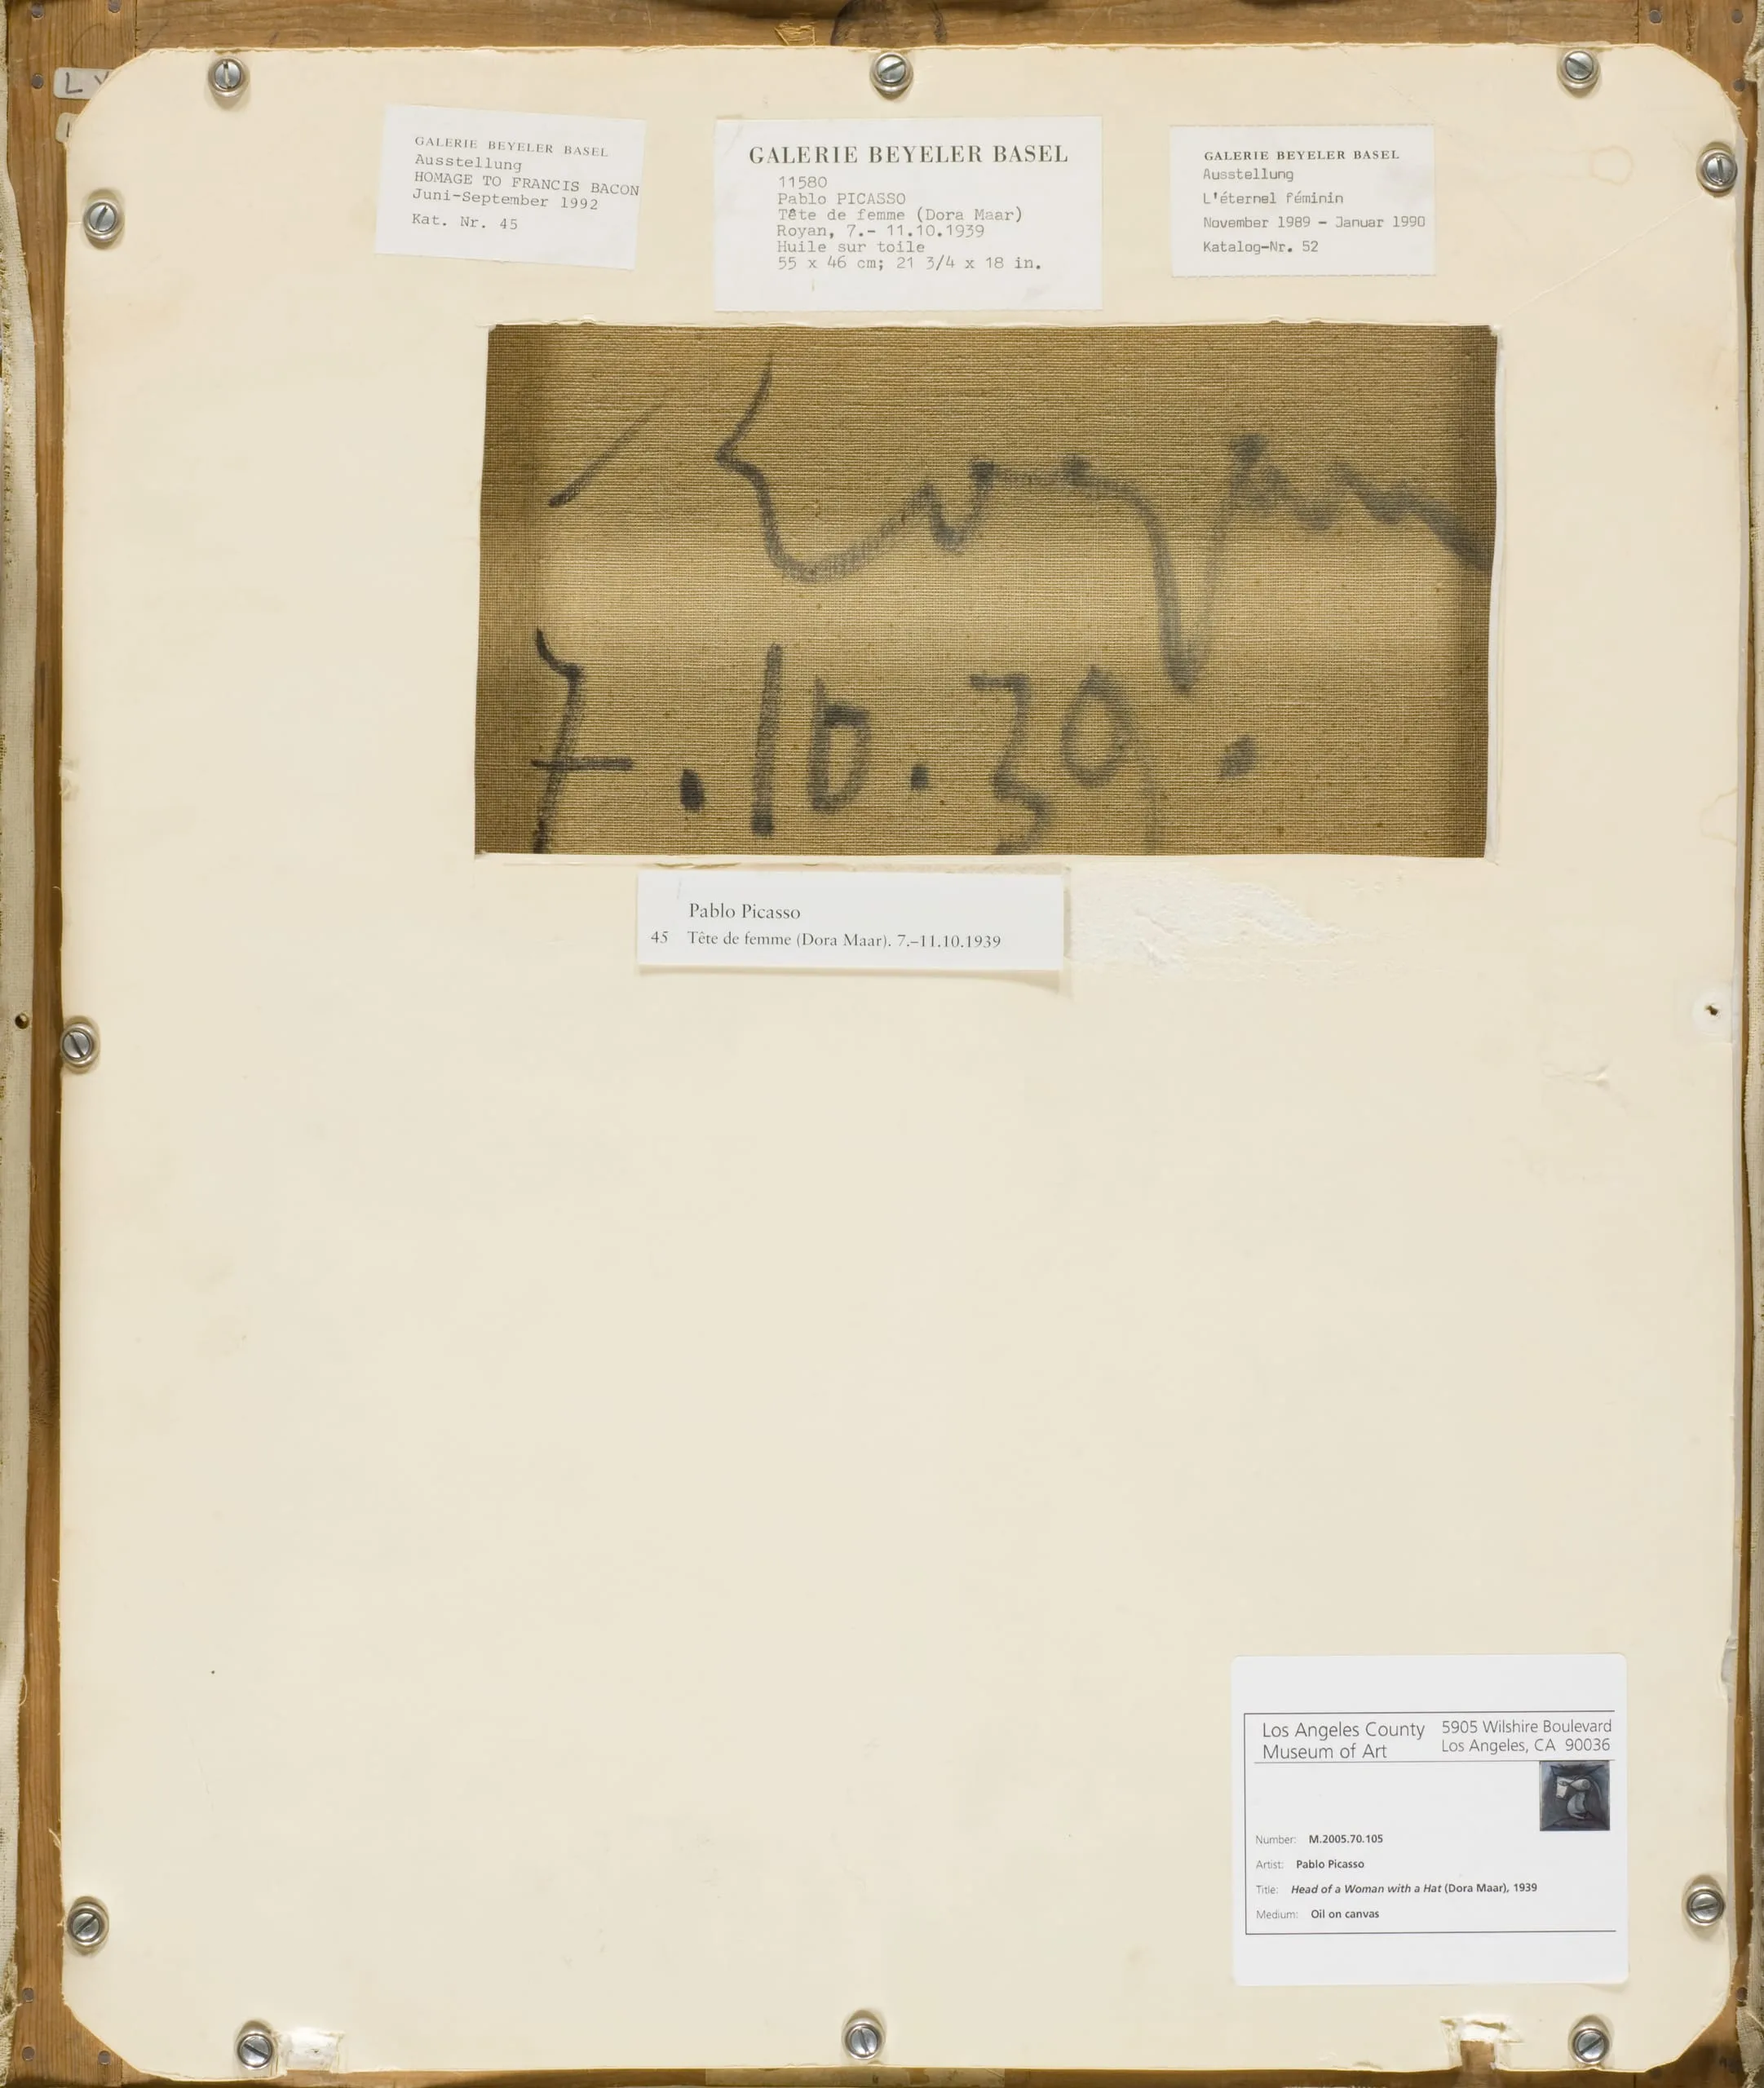 GALERIE BEYELER BASEL
Ausstellung
HOMAGE TO FRANCIS BACON
Juni-September 1992
Kat. Nr. 45
GALERIE BEYELER BASEL
11580
Pablo PICASSO
Tête de femme (Dora Maar)
Royan, 7.- 11.10.1939
Huile sur toile
55 x 46 cm; 21 3/4 x 18 in.
GALERIE BEYELER BASEL
Ausstellung
L'éternel féminin
November 1989 - Januar 1990
Katalog-Nr. 52
Royan
7.10.39.
Pablo Picasso
45 Tête de femme (Dora Maar). 7.–11.10.1939
Los Angeles County
Museum of Art
5905 Wilshire Boulevard
Los Angeles, CA 90036
Number: M.2005.70.105
Artist: Pablo Picasso
Title: Head of a Woman with a Hat (Dora Maar), 1939
Medium: Oil on canvas